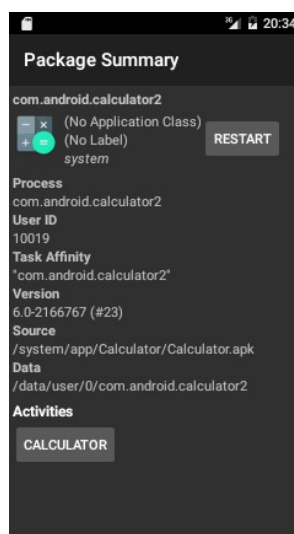 36 20:34
Package Summary
com.android.calculator2
(No Application Class)
(No Label)
system
RESTART
Process
com.android.calculator2
User ID
10019
Task Affinity
"com.android.calculator2"
Version
6.0-2166767 (#23)
Source
/system/app/Calculator/Calculator.apk
Data
/data/user/0/com.android.calculator2
Activities
CALCULATOR